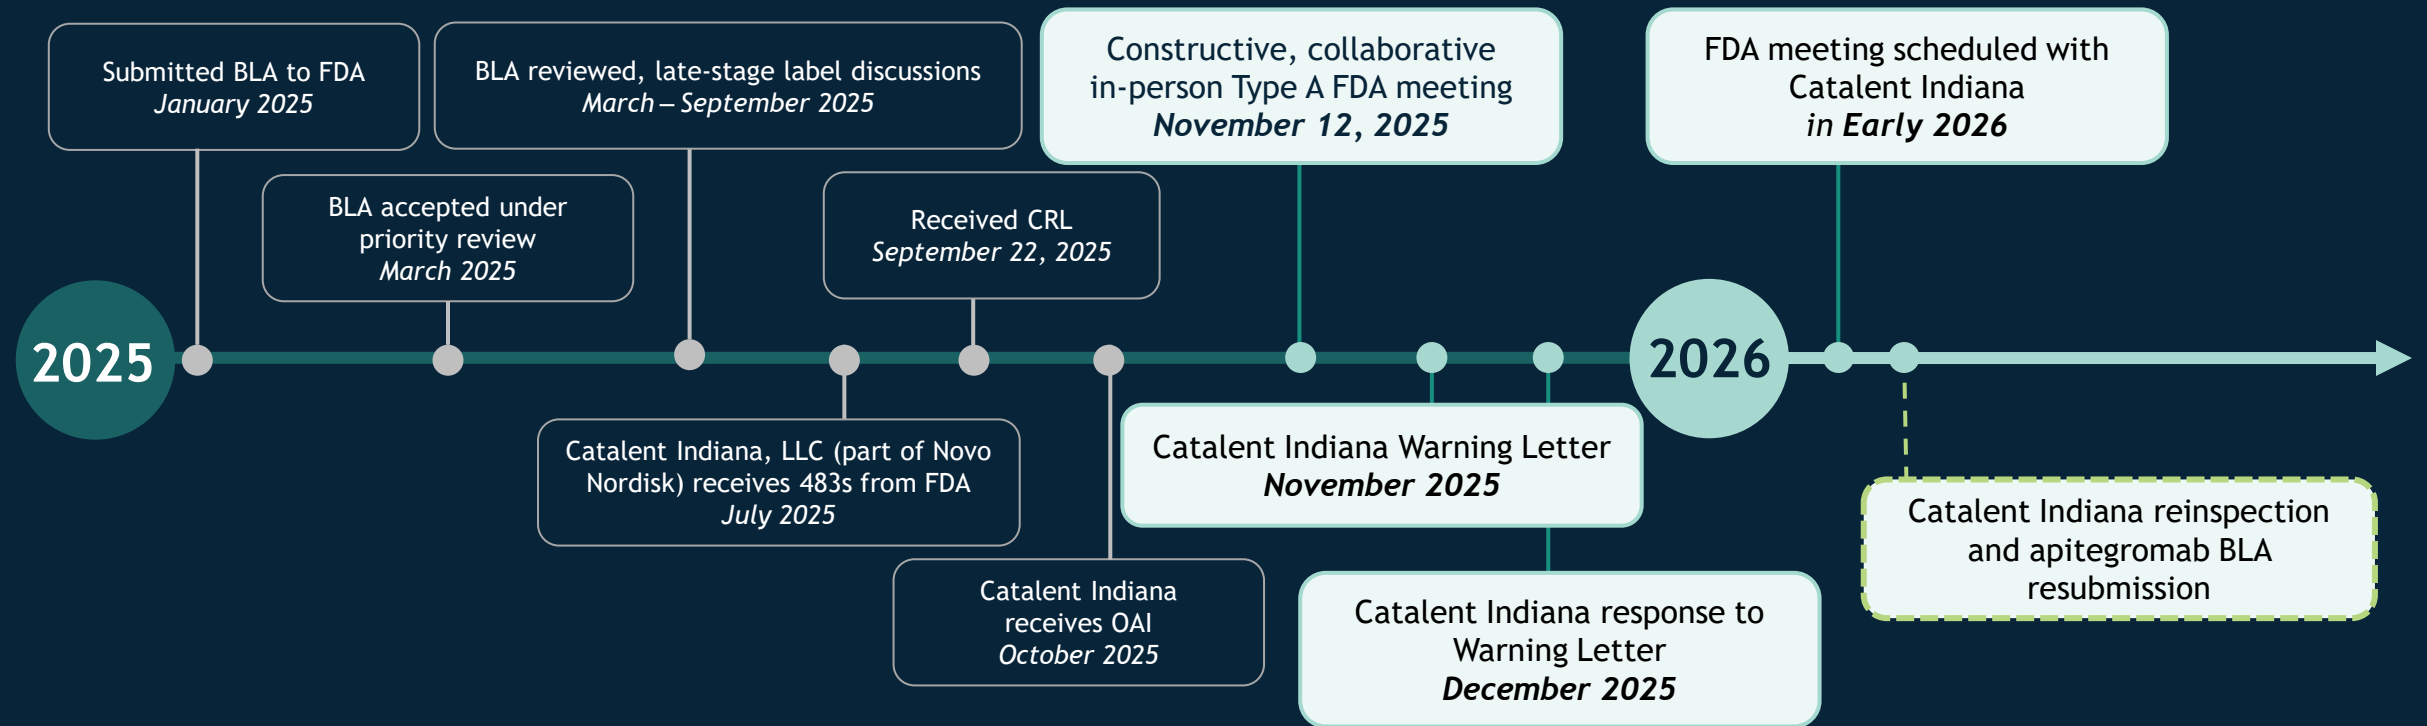 Submitted BLA to FDA
January 2025
BLA reviewed, late-stage label discussions
March – September 2025
Constructive, collaborative
in-person Type A FDA meeting
November 12, 2025
FDA meeting scheduled with
Catalent Indiana
in Early 2026
BLA accepted under
priority review
March 2025
Received CRL
September 22, 2025
2025
2026
Catalent Indiana, LLC (part of Novo
Nordisk) receives 483s from FDA
July 2025
Catalent Indiana Warning Letter
November 2025
Catalent Indiana reinspection
and apitegromab BLA
resubmission
Catalent Indiana
receives OAI
October 2025
Catalent Indiana response to
Warning Letter
December 2025